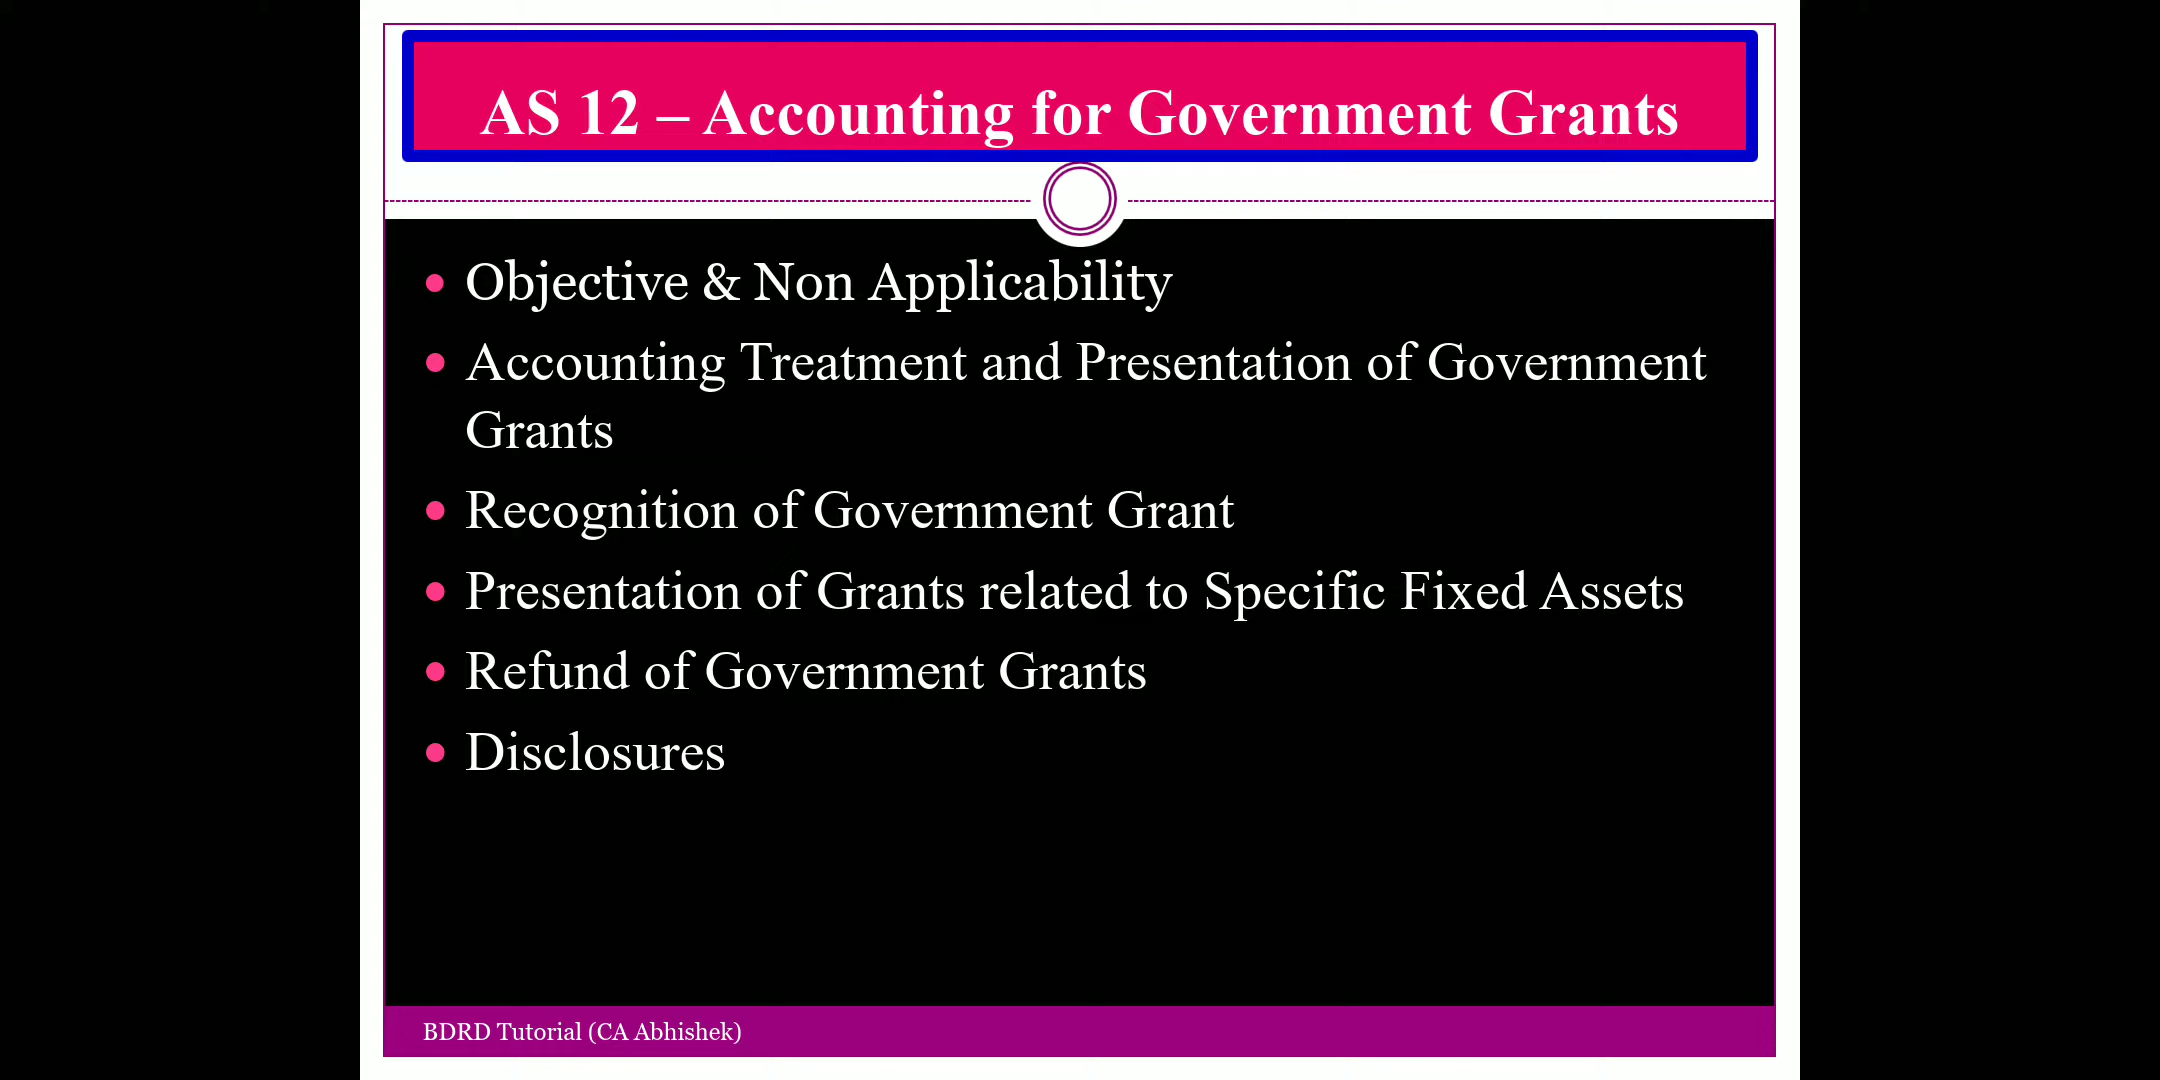 AS 12 – Accounting for Government Grants
• Objective & Non Applicability
• Accounting Treatment and Presentation of Government
Grants
• Recognition of Government Grant
• Presentation of Grants related to Specific Fixed Assets
• Refund of Government Grants
• Disclosures
BDRD Tutorial (CA Abhishek)